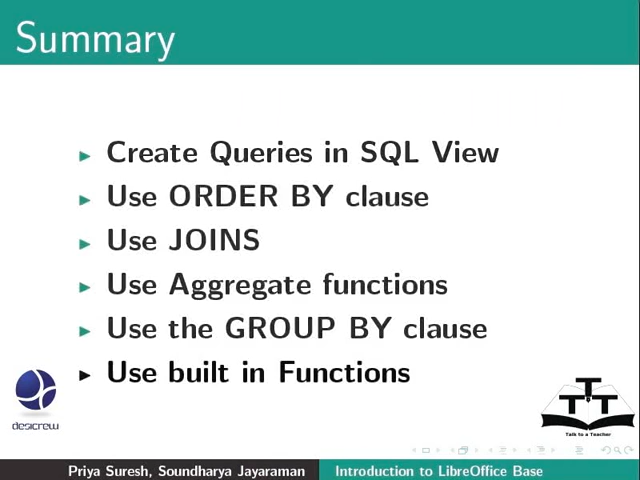 Summary
Create Queries in SQL View
Use ORDER BY clause
Use JOINS
Use Aggregate functions
Use the GROUP BY clause
Use built in Functions
desicrew
T T T
Talk to a Teacher
Priya Suresh, Soundharya Jayaraman
Introduction to LibreOffice Base